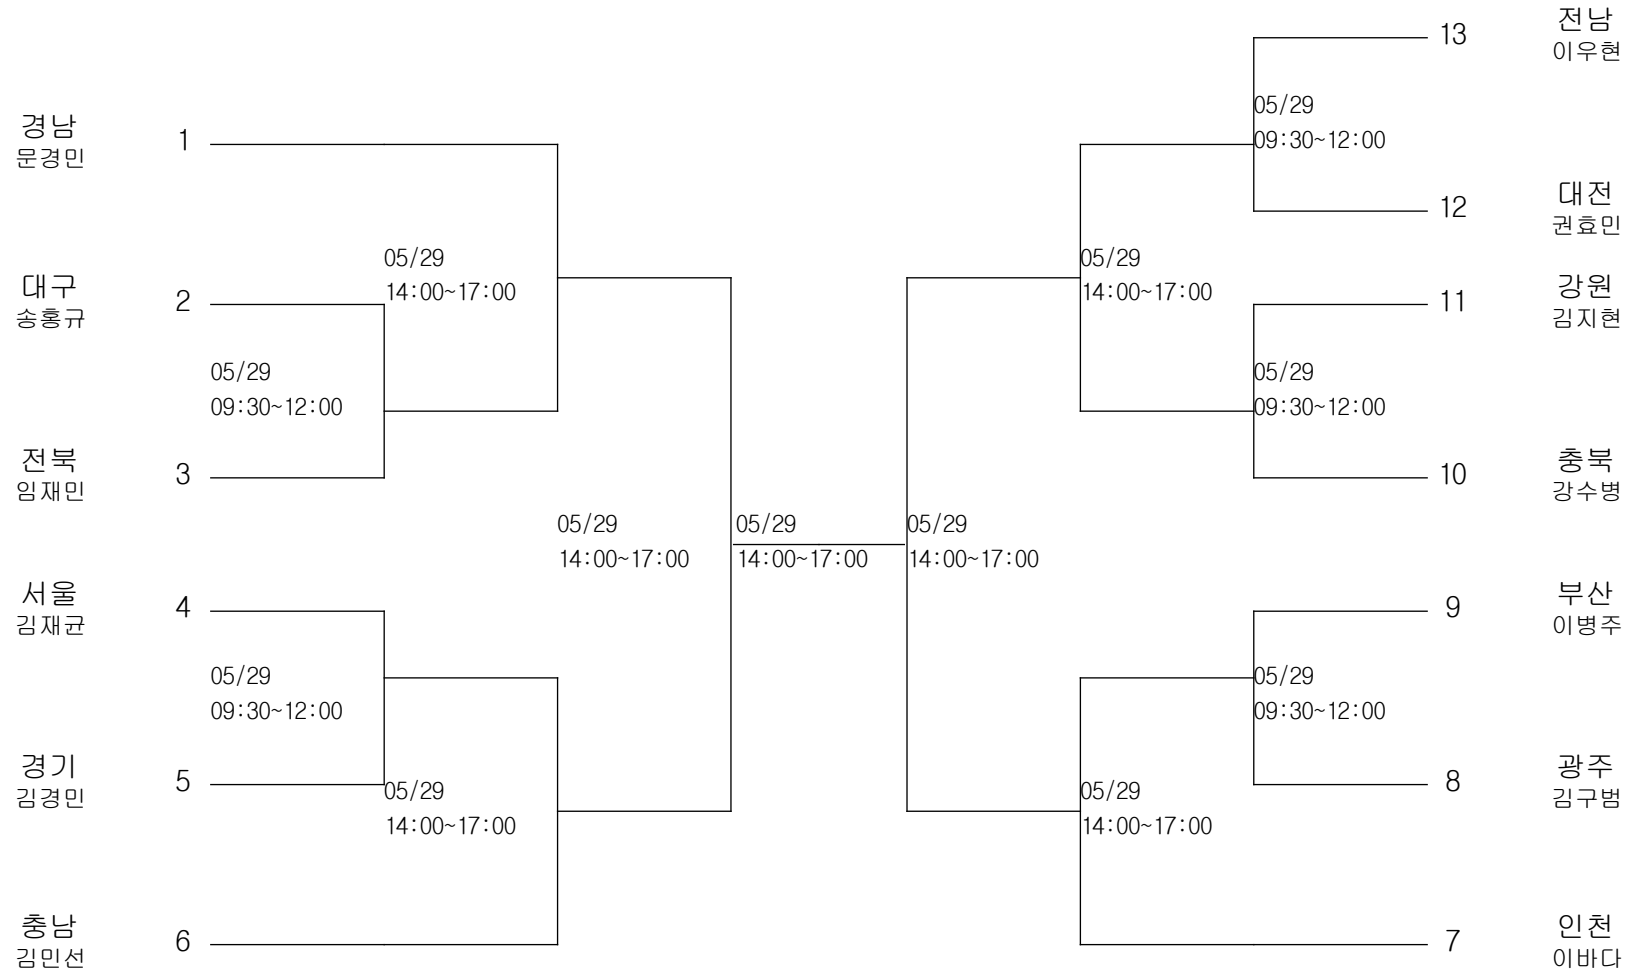 전남
13
이우현
05/29
09:30~12:00
경남
1
문경민
대전
12
권효민
05/29
14:00~17:00
05/29
14:00~17:00
대구
2
송홍규
강원
11
김지현
05/29
09:30~12:00
05/29
09:30~12:00
전북
3
임재민
충북
10
강수병
05/29
14:00~17:00
05/29
14:00~17:00
05/29
14:00~17:00
서울
4
김재균
부산
9
이병주
05/29
09:30~12:00
05/29
09:30~12:00
경기
5
김경민
광주
8
김구범
05/29
14:00~17:00
05/29
14:00~17:00
충남
6
김민선
인천
7
이바다